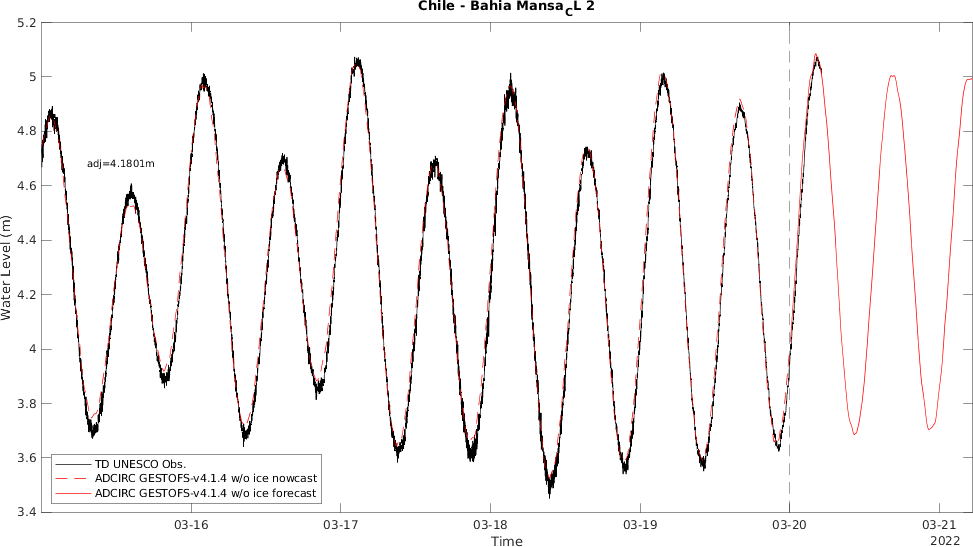 Chile - Bahia Mansa_CL 2
5.2
5
4.8
4.6
4.4
4.2
4
3.8
3.6
3.4
Water Level (m)
adj=4.1801m
TD UNESCO Obs.
ADCIRC GESTOFS-v4.1.4 w/o ice nowcast
ADCIRC GESTOFS-v4.1.4 w/o ice forecast
03-16 03-17 03-18 03-19 03-20 03-21
Time
2022